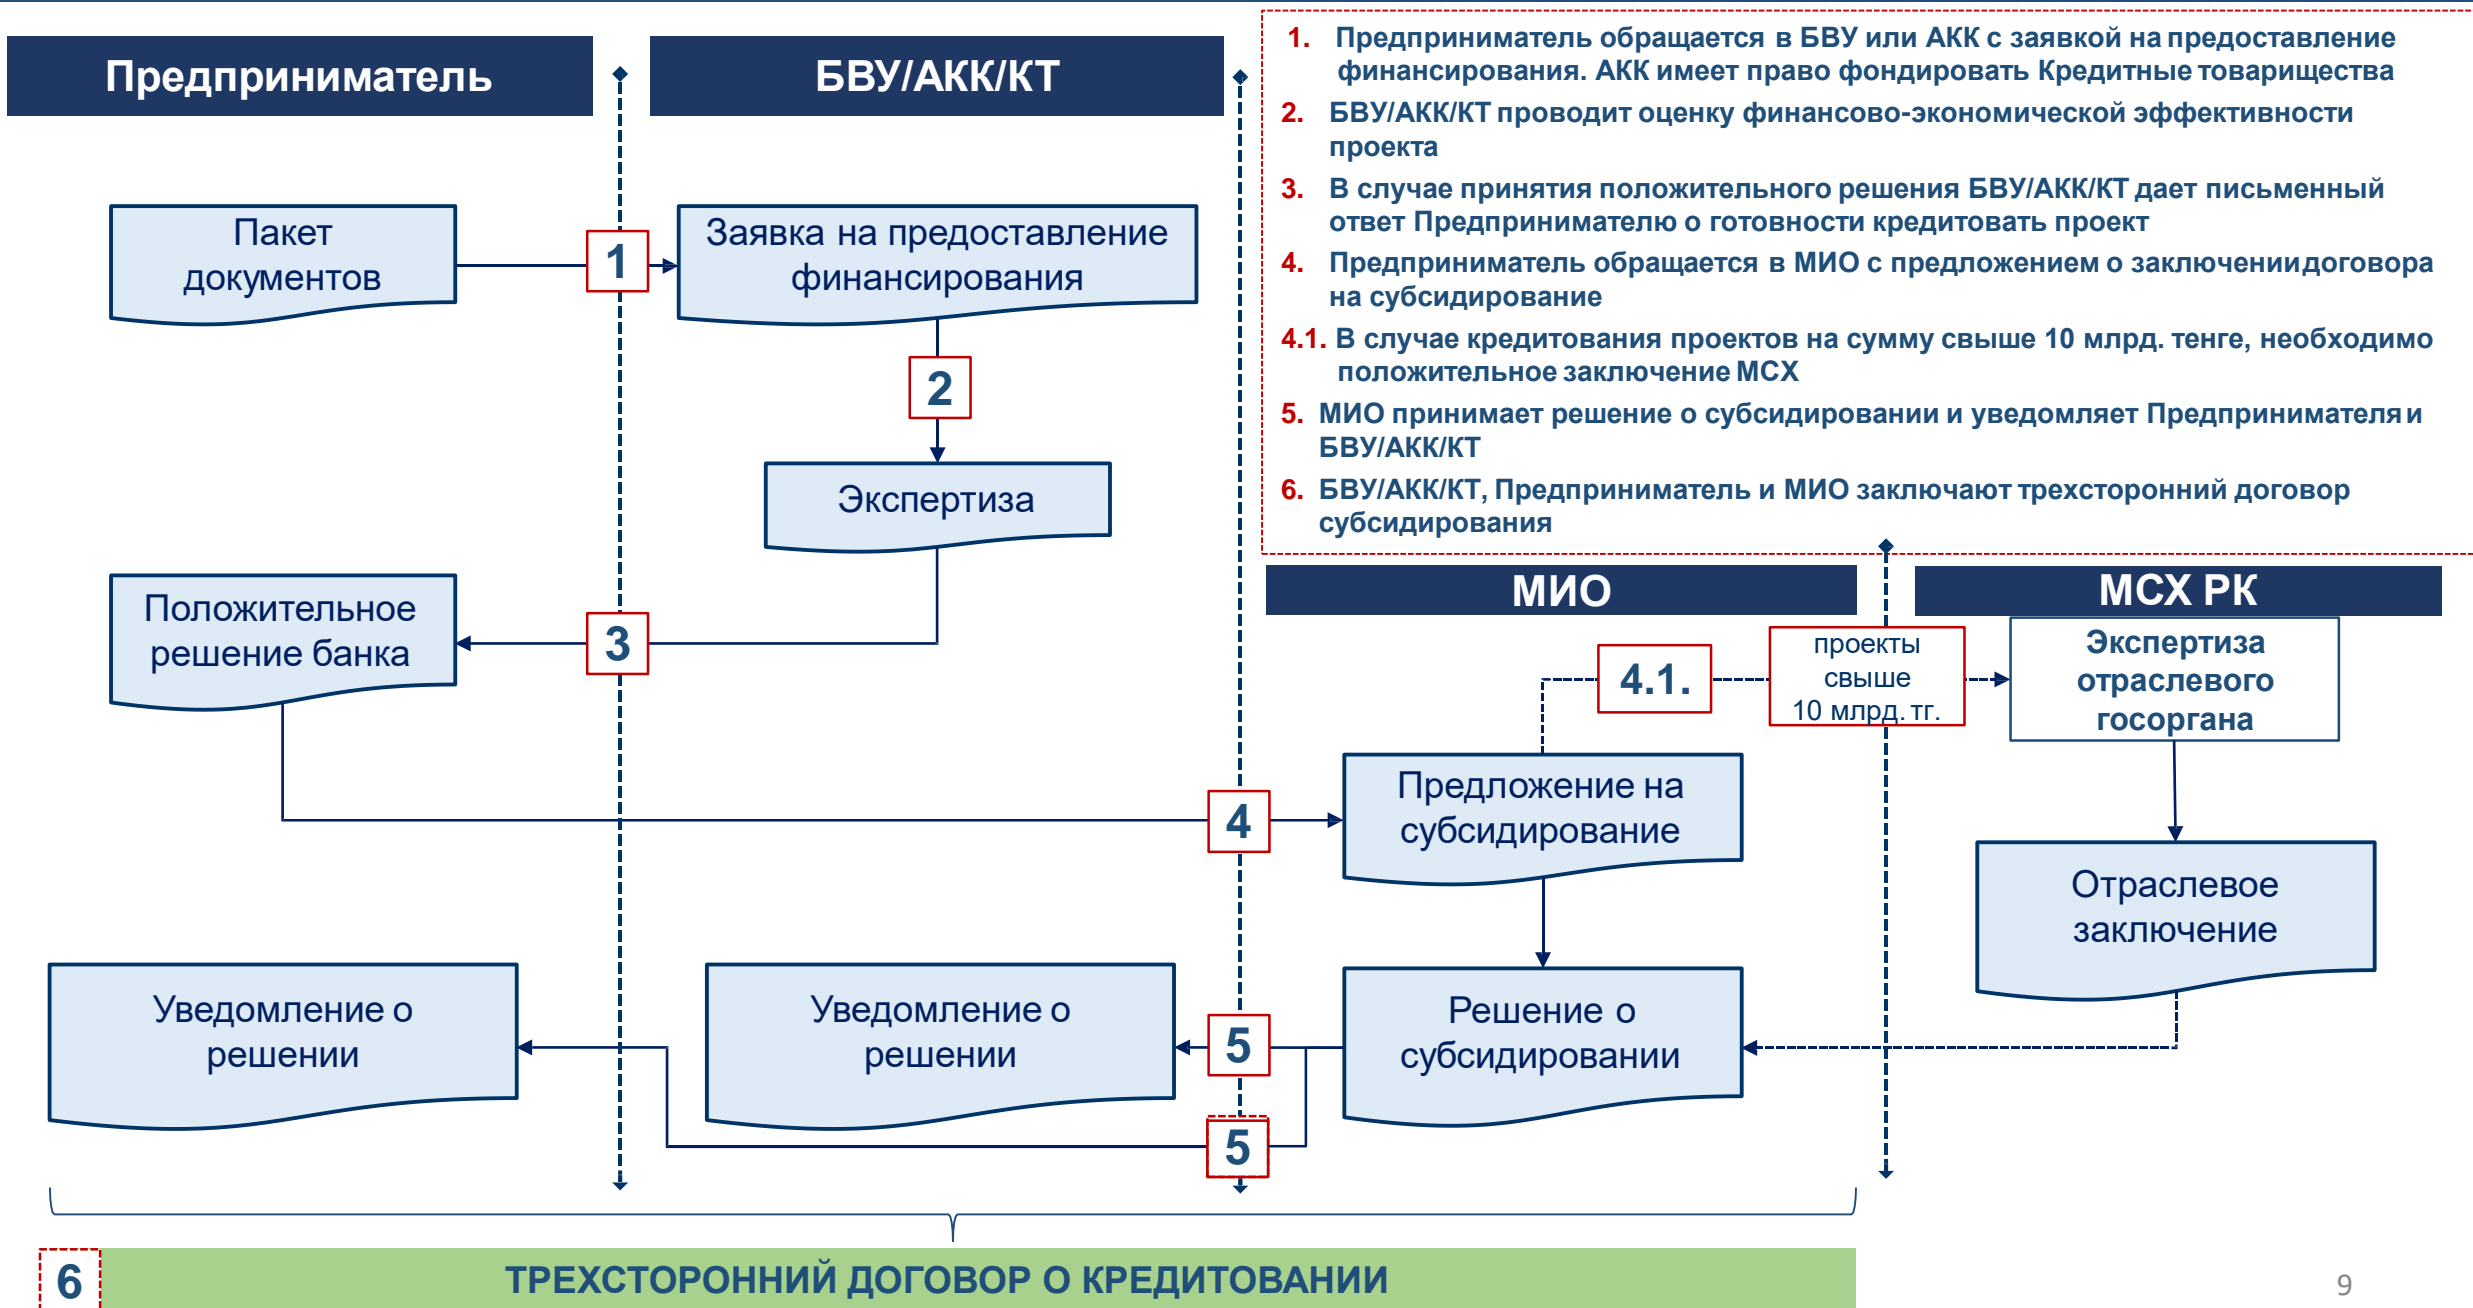 Предприниматель
БВУ/АКК/КТ
1. Предприниматель обращается в БВУ или АКК с заявкой на предоставление
финансирования. АКК имеет право фондировать Кредитные товарищества
2. БВУ/АКК/КТ проводит оценку финансово-экономической эффективности
проекта
3. В случае принятия положительного решения БВУ/АКК/КТ дает письменный
ответ Предпринимателю о готовности кредитовать проект
4. Предприниматель обращается в МИО с предложением о заключениидоговора
на субсидирование
4.1. В случае кредитования проектов на сумму свыше 10 млрд. тенге, необходимо
положительное заключение МСХ
5. МИО принимает решение о субсидировании и уведомляет Предпринимателя и
БВУ/АКК/КТ
6. БВУ/АКК/КТ, Предприниматель и МИО заключают трехсторонний договор
субсидирования
Пакет
документов
1
Заявка на предоставление
финансирования
2
Экспертиза
Положительное
решение банка
3
МИО
МСХ РК
4.1.
проекты
свыше
10 млрд. тг.
Экспертиза
отраслевого
госоргана
4
Предложение на
субсидирование
Отраслевое
заключение
Уведомление о
решении
Уведомление о
решении
5
Решение о
субсидировании
5
6
ТРЕХСТОРОННИЙ ДОГОВОР О КРЕДИТОВАНИИ
9